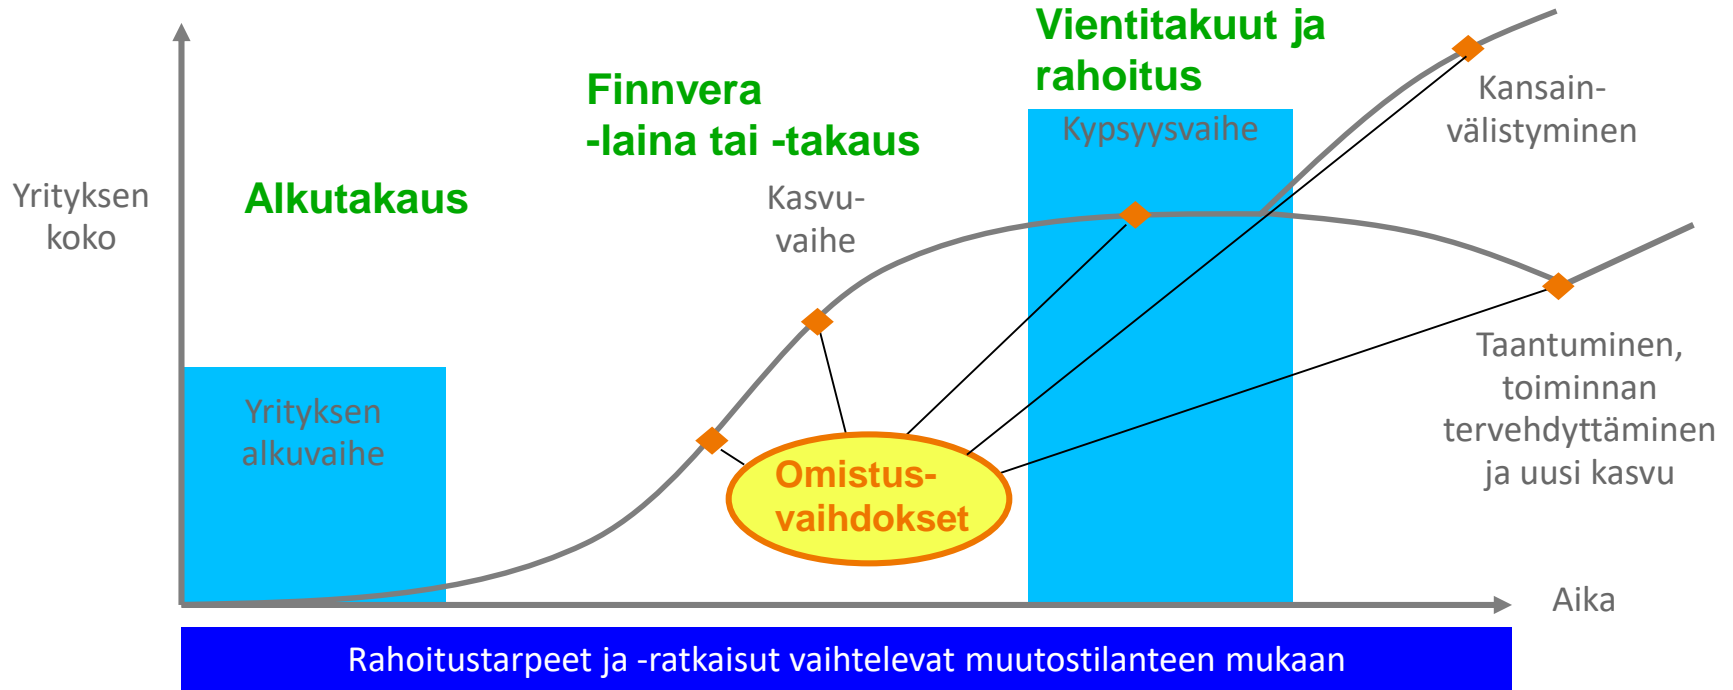 Vientitakuut ja
rahoitus
Finnvera
-laina tai -takaus
Alkutakaus
Kansain-
välistyminen
Kypsyysvaihe
Kasvu-
vaihe
Yrityksen
koko
Yrityksen
alkuvaihe
Taantuminen,
toiminnan
tervehdyttäminen
ja uusi kasvu
Omistus-
vaihdokset
Aika
Rahoitustarpeet ja -ratkaisut vaihtelevat muutostilanteen mukaan